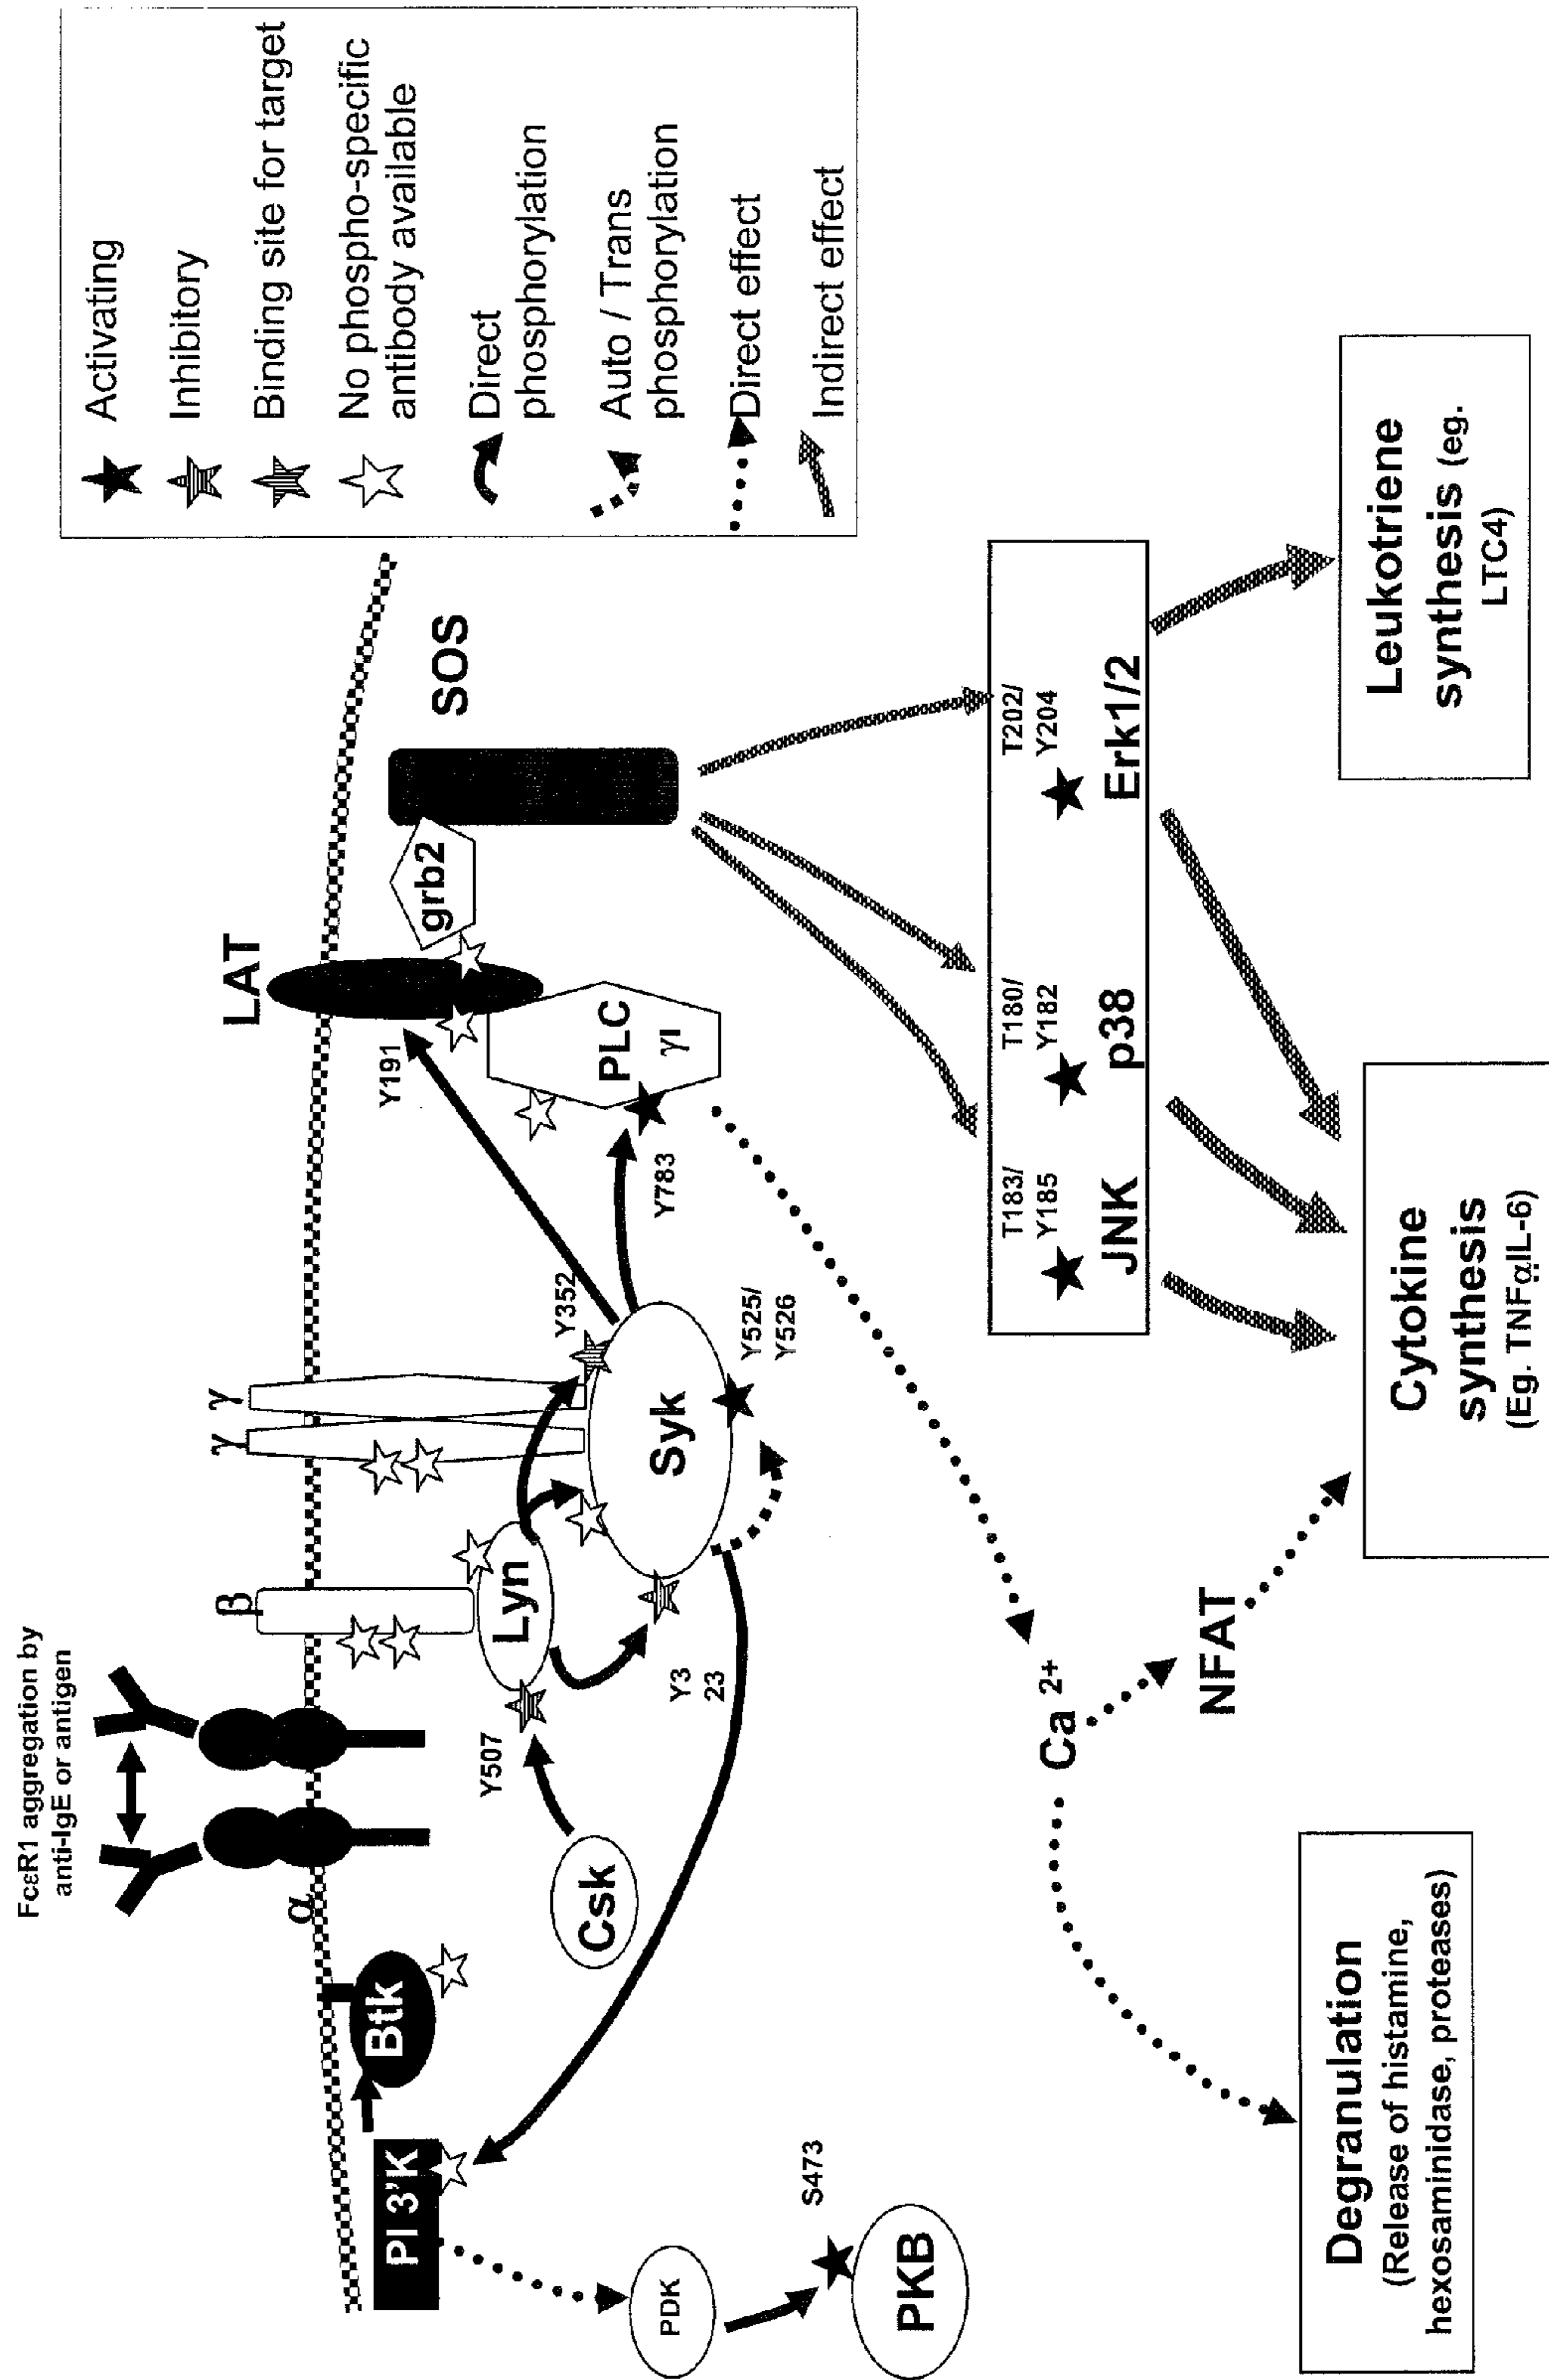 FcεR1 aggregation by
anti-IgE or antigen
α
β
γ
γ
LAT
SOS
grb2
PI 3'K
Btk
Csk
Y507
Lyn
Y3
23
Syk
Y352
Y525/
Y526
Y191
Y783
PLC
γI
PDK
S473
PKB
Ca 2+
NFAT
T183/
Y185
JNK
T180/
Y182
p38
T202/
Y204
Erk1/2
Degranulation
(Release of histamine,
hexosaminidase, proteases)
Cytokine
synthesis
(Eg. TNFαIL-6)
Leukotriene
synthesis (eg.
LTC4)
Activating
Inhibitory
Binding site for target
No phospho-specific
antibody available
Direct
phosphorylation
Auto / Trans
phosphorylation
Direct effect
Indirect effect